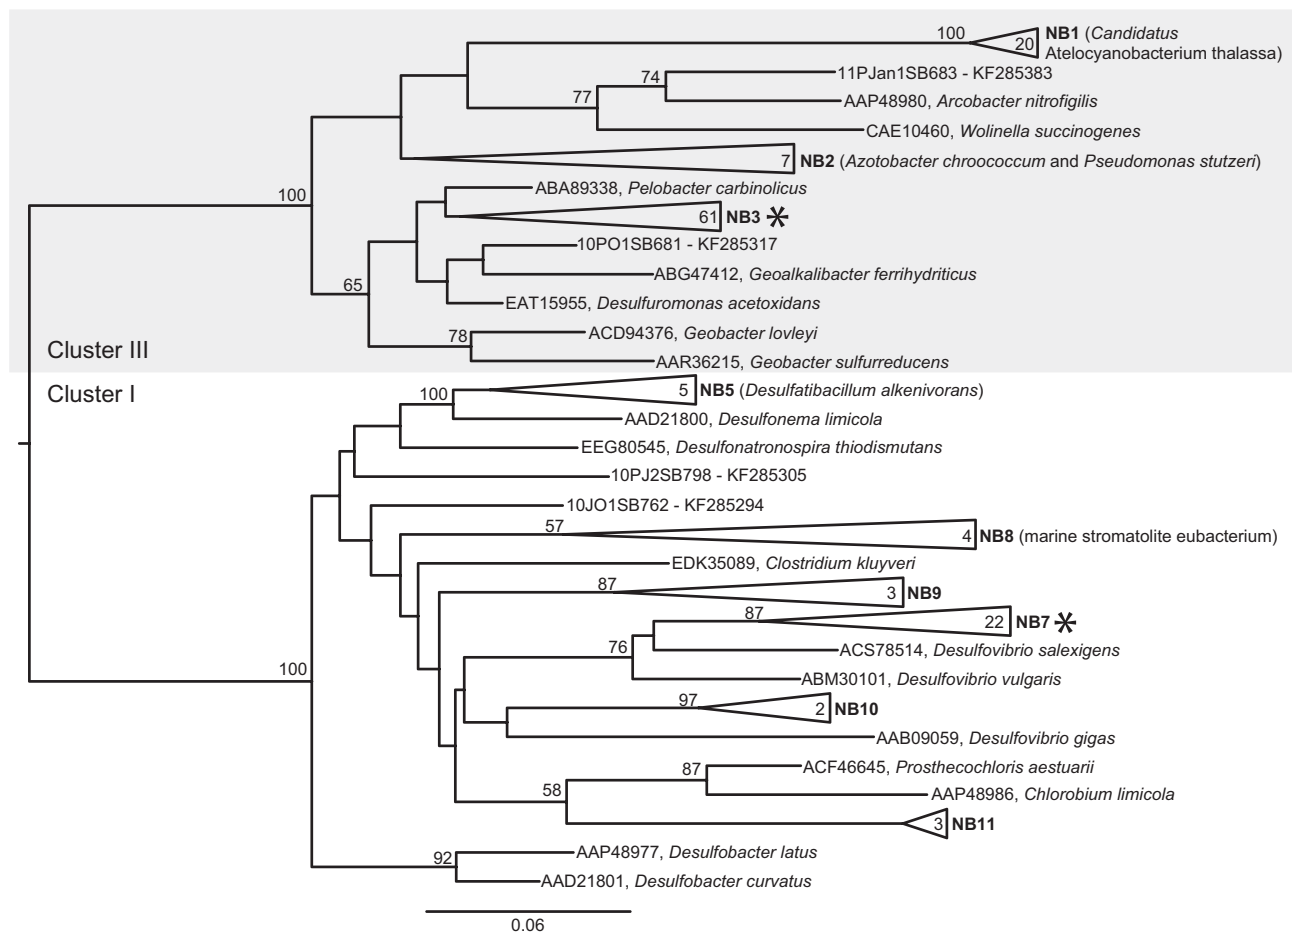 100
20
NB1 (Candidatus
Atelocyanobacterium thalassa)
11PJan1SB683 - KF285383
74
77
AAP48980, Arcobacter nitrofigilis
CAE10460, Wolinella succinogenes
7
NB2 (Azotobacter chroococcum and Pseudomonas stutzeri)
ABA89338, Pelobacter carbinolicus
100
61
NB3 *
10PO1SB681 - KF285317
ABG47412, Geoalkalibacter ferrihydriticus
65
EAT15955, Desulfuromonas acetoxidans
ACD94376, Geobacter lovleyi
78
Cluster III
AAR36215, Geobacter sulfurreducens
Cluster I
100
5
NB5 (Desulfatibacillum alkenivorans)
AAD21800, Desulfonema limicola
EEG80545, Desulfonatronospira thiodismutans
10PJ2SB798 - KF285305
10JO1SB762 - KF285294
57
4
NB8 (marine stromatolite eubacterium)
EDK35089, Clostridium kluyveri
87
3
NB9
87
22
NB7 *
76
ACS78514, Desulfovibrio salexigens
100
ABM30101, Desulfovibrio vulgaris
97
2
NB10
AAB09059, Desulfovibrio gigas
87
ACF46645, Prosthecochloris aestuarii
58
AAP48986, Chlorobium limicola
3
NB11
92
AAP48977, Desulfobacter latus
AAD21801, Desulfobacter curvatus
0.06